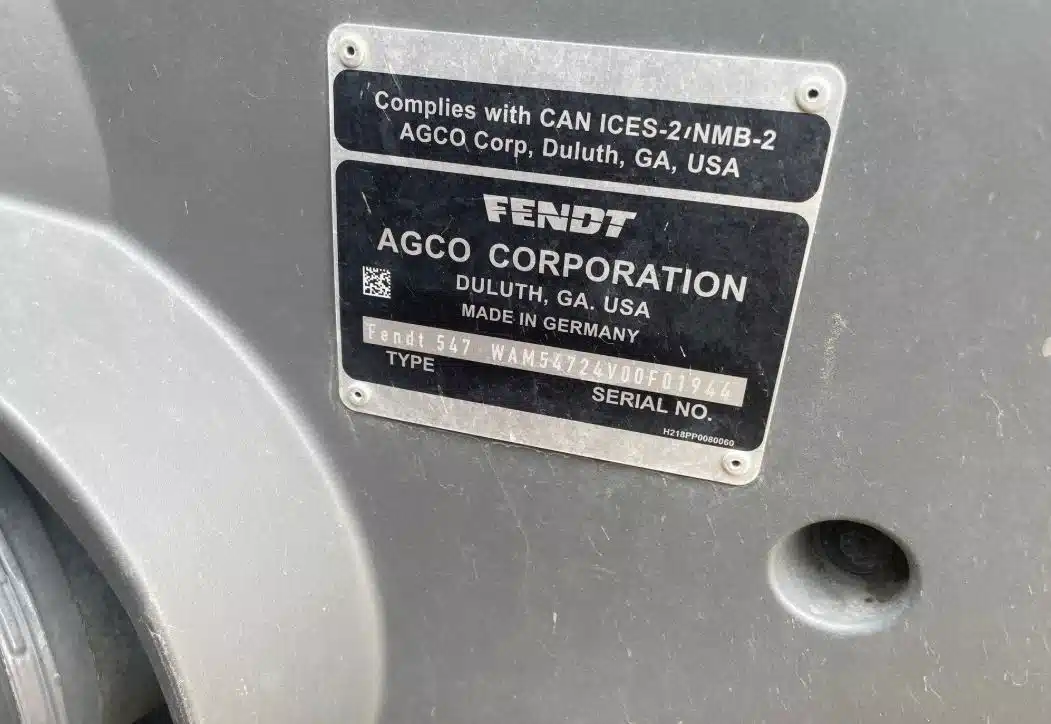 Complies with CAN ICES-2/NMB-2
AGCO Corp, Duluth, GA, USA
FENDT
AGCO CORPORATION
DULUTH, GA. USA
MADE IN GERMANY
Fendt 547 WAM54724V00F01944
TYPE
SERIAL NO.
H218PP0080060